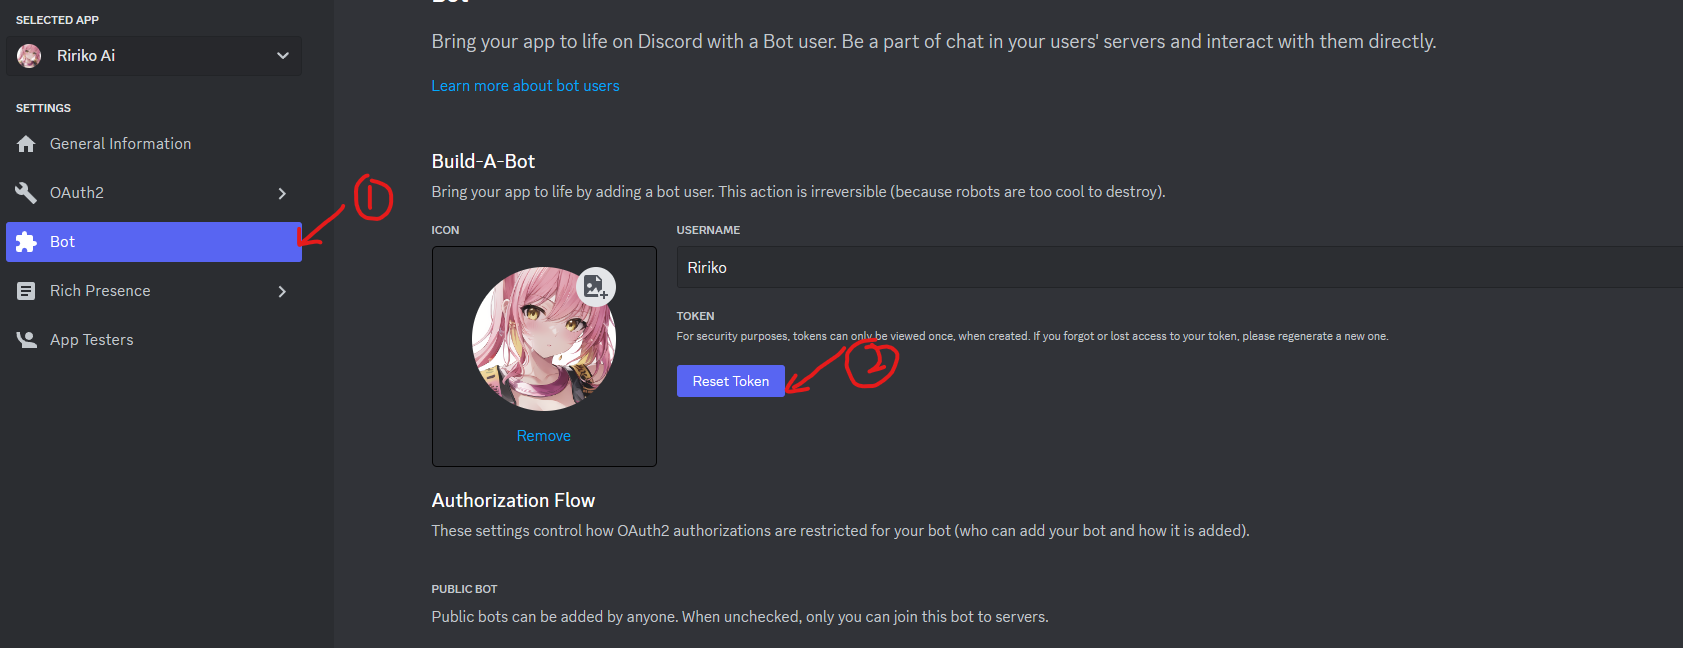 Bot
SELECTED APP
Ririko Ai
Bring your app to life on Discord with a Bot user. Be a part of chat in your users' servers and interact with them directly.
Learn more about bot users
SETTINGS
General Information
OAuth2
Bot
Rich Presence
App Testers
1
Build-A-Bot
Bring your app to life by adding a bot user. This action is irreversible (because robots are too cool to destroy).
ICON
Remove
USERNAME
Ririko
TOKEN
For security purposes, tokens can only be viewed once, when created. If you forgot or lost access to your token, please regenerate a new one.
Reset Token
2
Authorization Flow
These settings control how OAuth2 authorizations are restricted for your bot (who can add your bot and how it is added).
PUBLIC BOT
Public bots can be added by anyone. When unchecked, only you can join this bot to servers.